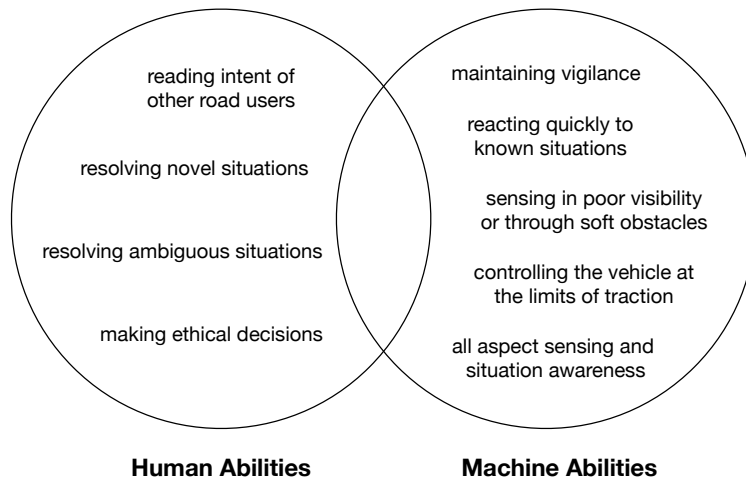 reading intent of
other road users
resolving novel situations
resolving ambiguous situations
making ethical decisions
maintaining vigilance
reacting quickly to
known situations
sensing in poor visibility
or through soft obstacles
controlling the vehicle at
the limits of traction
all aspect sensing and
situation awareness
Human Abilities
Machine Abilities